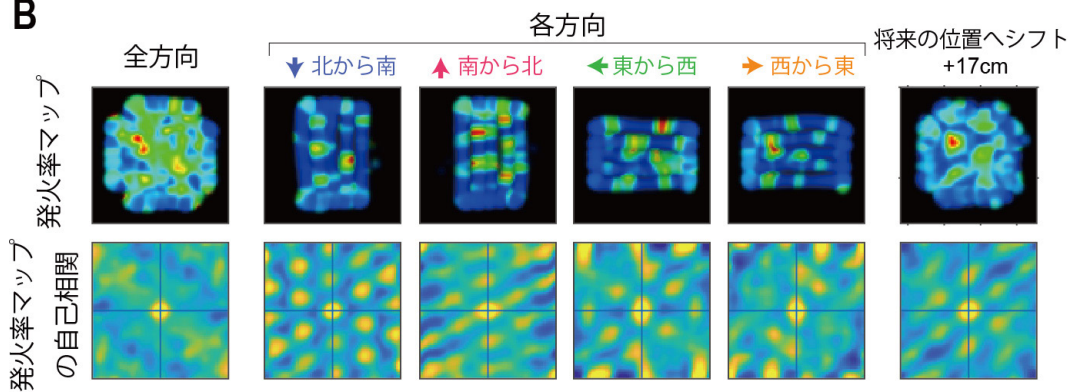 B
各方向
全方向
将来の位置へシフト
+17cm
北から南
南から北
東から西
西から東
発火率マップ
発火率マップ
の自己相関